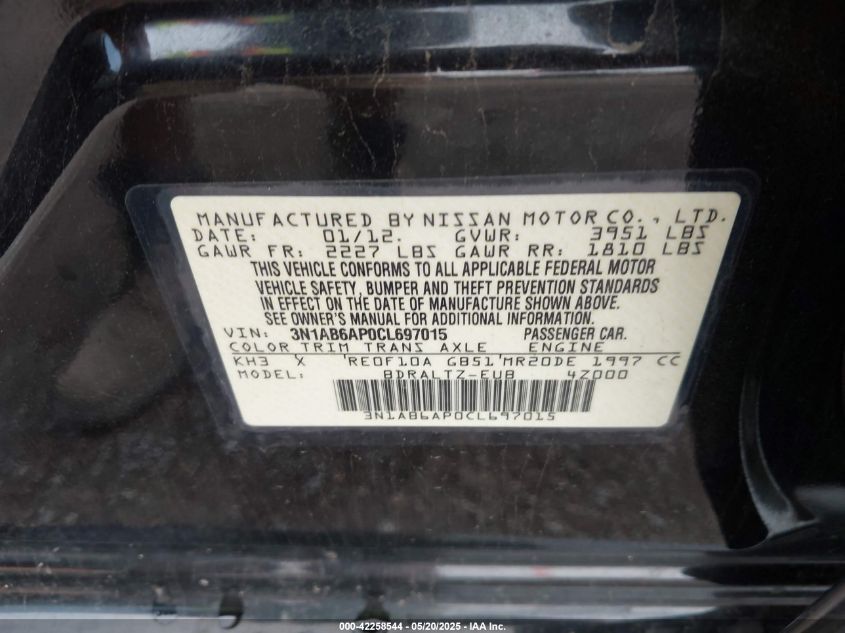 MANUFACTURED BY NISSAN MOTOR CO., LTD.
DATE: 01/12. GVWR: 3951 LBS
GAWR FR: 2227 LBS GAWR RR: 1810 LBS
THIS VEHICLE CONFORMS TO ALL APPLICABLE FEDERAL MOTOR
VEHICLE SAFETY, BUMPER AND THEFT PREVENTION STANDARDS
IN EFFECT ON THE DATE OF MANUFACTURE SHOWN ABOVE.
SEE OWNER'S MANUAL FOR ADDITIONAL INFORMATION.
VIN: 3N1AB6AP0CL697015 PASSENGER CAR.
COLOR TRIM TRANS AXLE ENGINE
KH3 X 'RE0F10A GB51'MR20DE 1997 CC
MODEL: BDRALTZ-EUB 4Z000
3N1AB6AP0CL697015
000-42258544 - 05/20/2025 - IAA Inc.